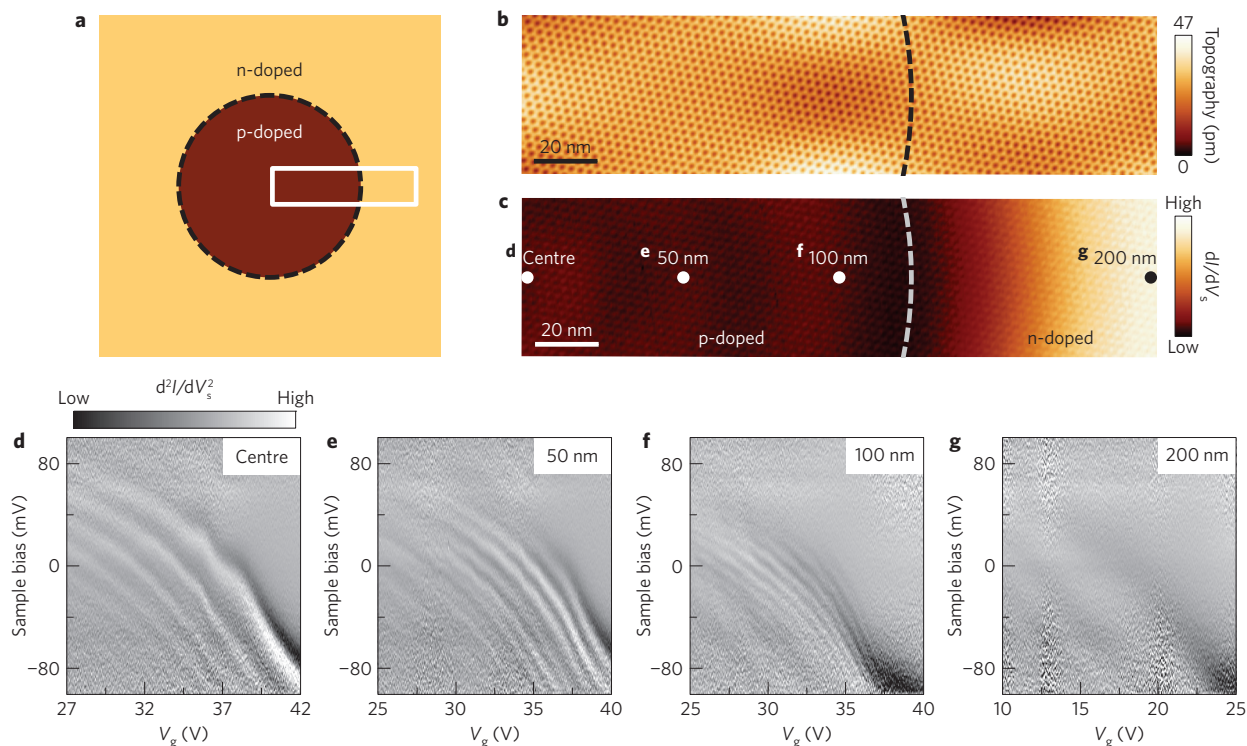 a
n-doped
p-doped
b
20 nm
47
Topography (pm)
0
c
d
Centre
e
50 nm
f
100 nm
g
200 nm
20 nm
p-doped
n-doped
High
dI/dVs
Low
d²I/dVs²
Low
High
d
Centre
80
0
−80
Sample bias (mV)
27
32
37
42
Vg (V)
e
50 nm
80
0
−80
Sample bias (mV)
25
30
35
40
Vg (V)
f
100 nm
80
0
−80
Sample bias (mV)
25
30
35
40
Vg (V)
g
200 nm
80
0
−80
Sample bias (mV)
10
15
20
25
Vg (V)